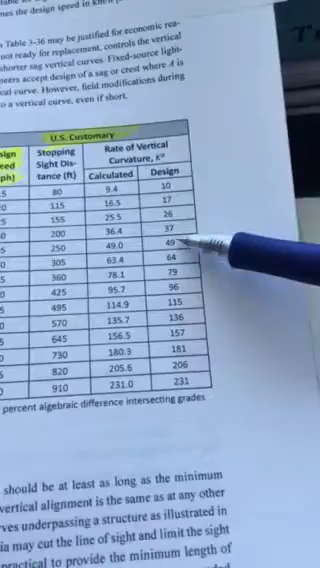 the design speed in
Table 3-36 may be justified for economic rea-
not ready for replacement, controls the vertical
shorter sag vertical curves. Fixed-source light-
accept design of a sag or crest where A is
curve. However, field modifications during
o a vertical curve, even if short.
U.S. Customary
Stopping Sight Dis- tance (ft) Rate of Vertical Curvature, K
Calculated Design
80 9.4 10
115 16.5 17
155 25.5 26
200 36.4 37
250 49.0 49
305 63.4 64
360 78.1 79
425 95.7 96
495 114.9 115
570 135.7 136
645 156.5 157
730 180.3 181
820 205.6 206
910 231.0 231
percent algebraic difference intersecting grades
should be at least as long as the minimum
vertical alignment is the same as at any other
ves underpassing a structure as illustrated in
ia may cut the line of sight and limit the sight
practical to provide the minimum length of